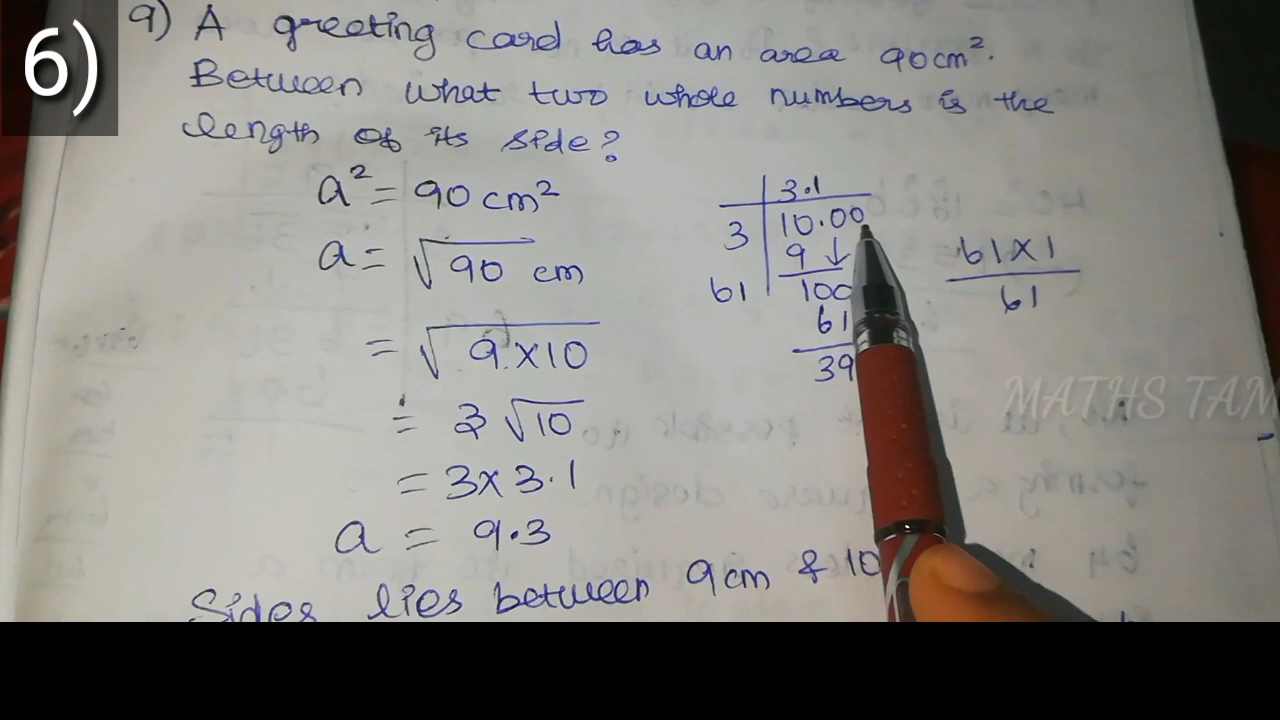 6)
9) A greeting card has an area 90cm².
Between what two whole numbers is the
length of its side?
a² = 90 cm²
a = √90 cm
= √9×10
= 3 √10
= 3×3.1
a = 9.3
Sides lies between 9cm & 10
3.1
3 10.00
9 ↓
61 100
61
39
61×1
61
MATHS TAM